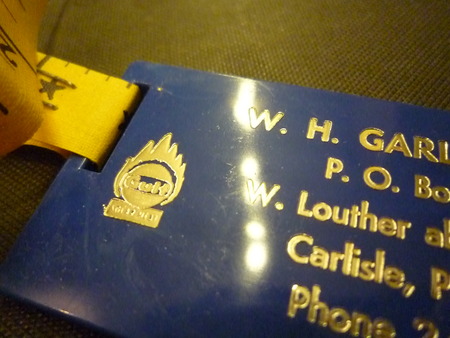 W. H. GARL
P. O. Bo
W. Louther a
Carlisle, P
Phone 2